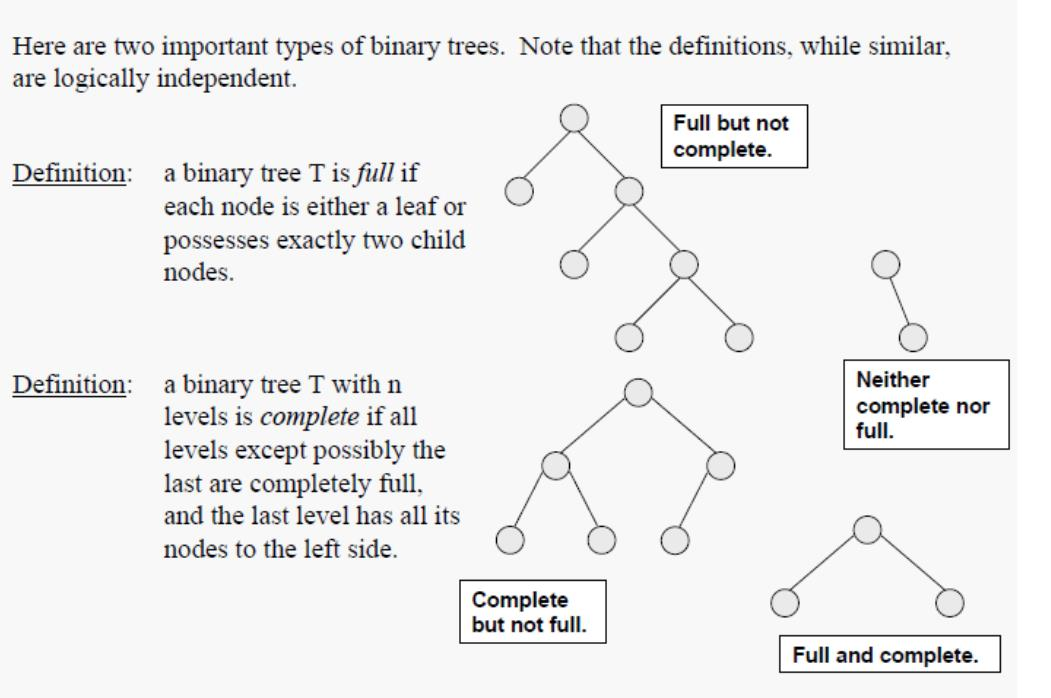 Here are two important types of binary trees.  Note that the definitions, while similar,
are logically independent.
Full but not
complete.
Definition:  a binary tree T is full if
each node is either a leaf or
possesses exactly two child
nodes.
Neither
complete nor
full.
Definition:  a binary tree T with n
levels is complete if all
levels except possibly the
last are completely full,
and the last level has all its
nodes to the left side.
Complete
but not full.
Full and complete.